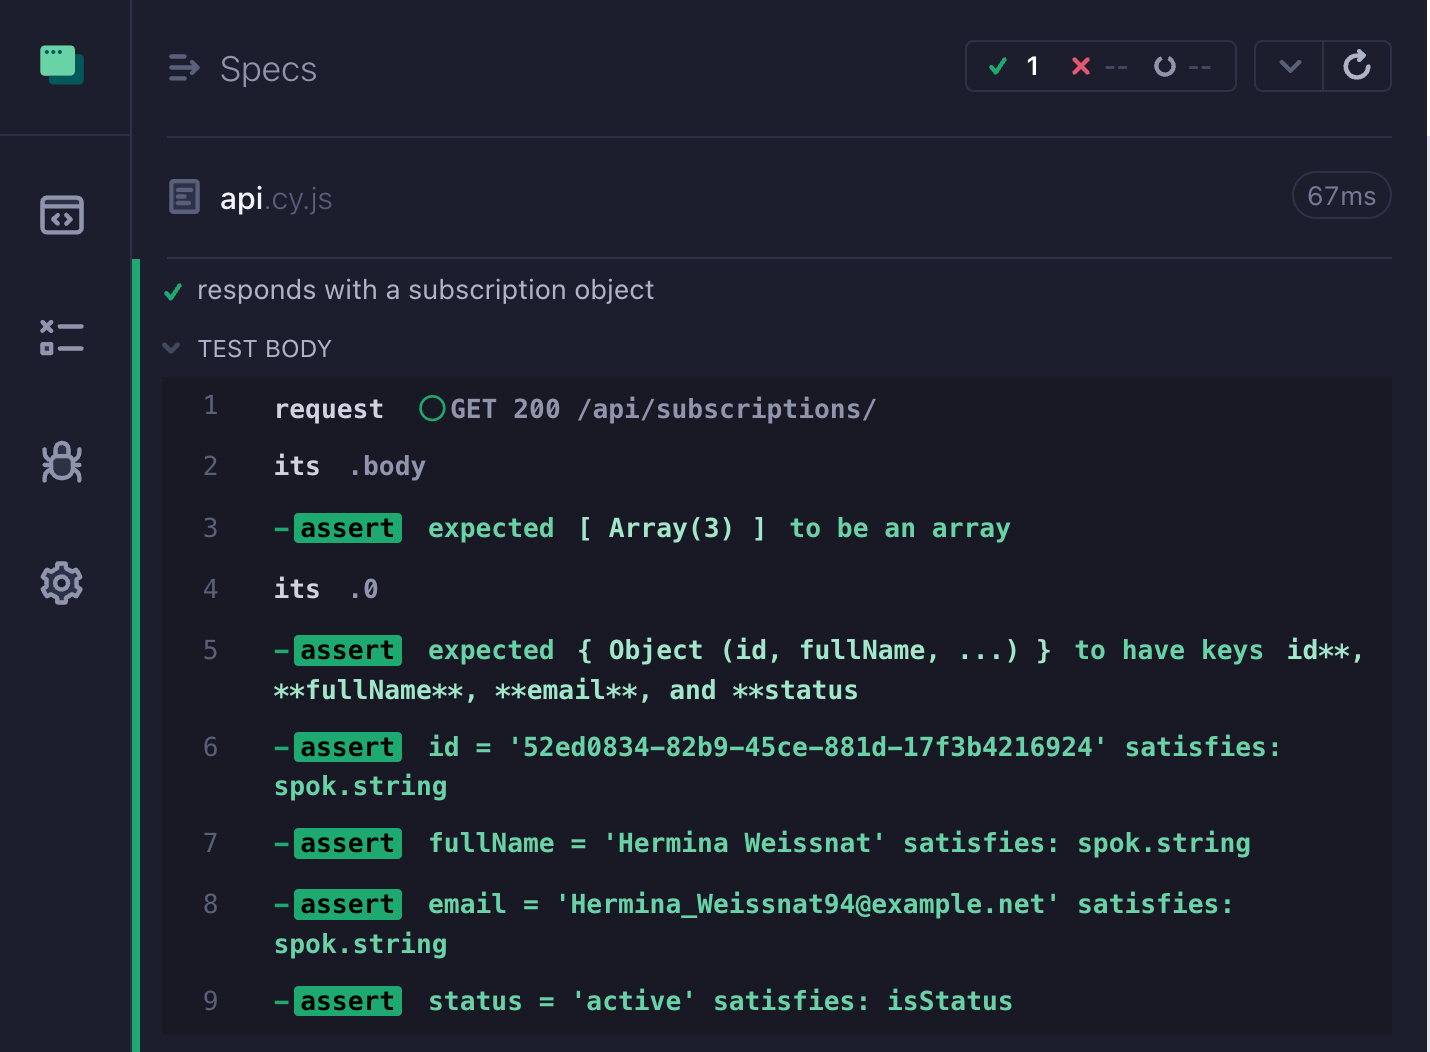 Specs
1 -- --
api.cy.js
67ms
responds with a subscription object
TEST BODY
1 request GET 200 /api/subscriptions/
2 its .body
3 -assert expected [ Array(3) ] to be an array
4 its .0
5 -assert expected { Object (id, fullName, ...) } to have keys id**,
**fullName**, **email**, and **status
6 -assert id = '52ed0834-82b9-45ce-881d-17f3b4216924' satisfies:
spok.string
7 -assert fullName = 'Hermina Weissnat' satisfies: spok.string
8 -assert email = 'Hermina_Weissnat94@example.net' satisfies:
spok.string
9 -assert status = 'active' satisfies: isStatus